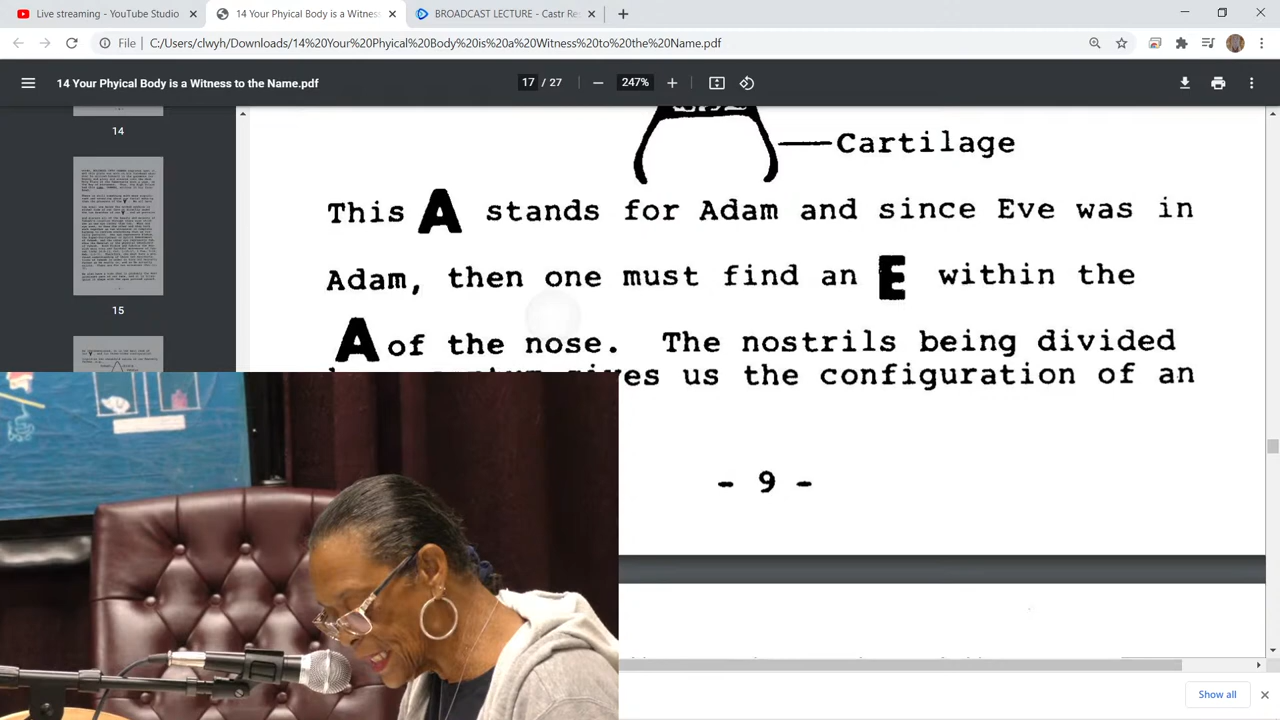 Live streaming - YouTube Studio
14 Your Phyical Body is a Witness
BROADCAST LECTURE - Castr
File C:/Users/clwyh/Downloads/14%20Your%20Phyical%20Body%20is%20a%20Witness%20to%20the%20Name.pdf
14 Your Phyical Body is a Witness to the Name.pdf
17 / 27
247%
14
15
Cartilage
This A stands for Adam and since Eve was in
Adam, then one must find an E within the
A of the nose. The nostrils being divided
gives us the configuration of an
- 9 -
Show all